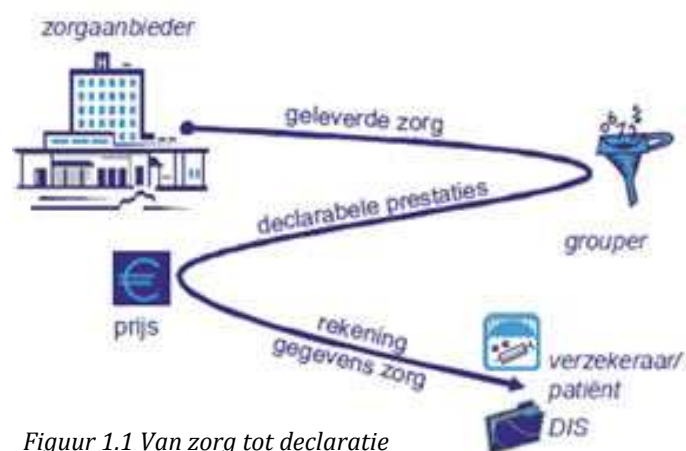 zorgaanbieder
geleverde zorg
declarabele prestaties
grouper
prijs
rekening
gegevens zorg
verzekeraar/
patiënt
DIS
Figuur 1.1 Van zorg tot declaratie